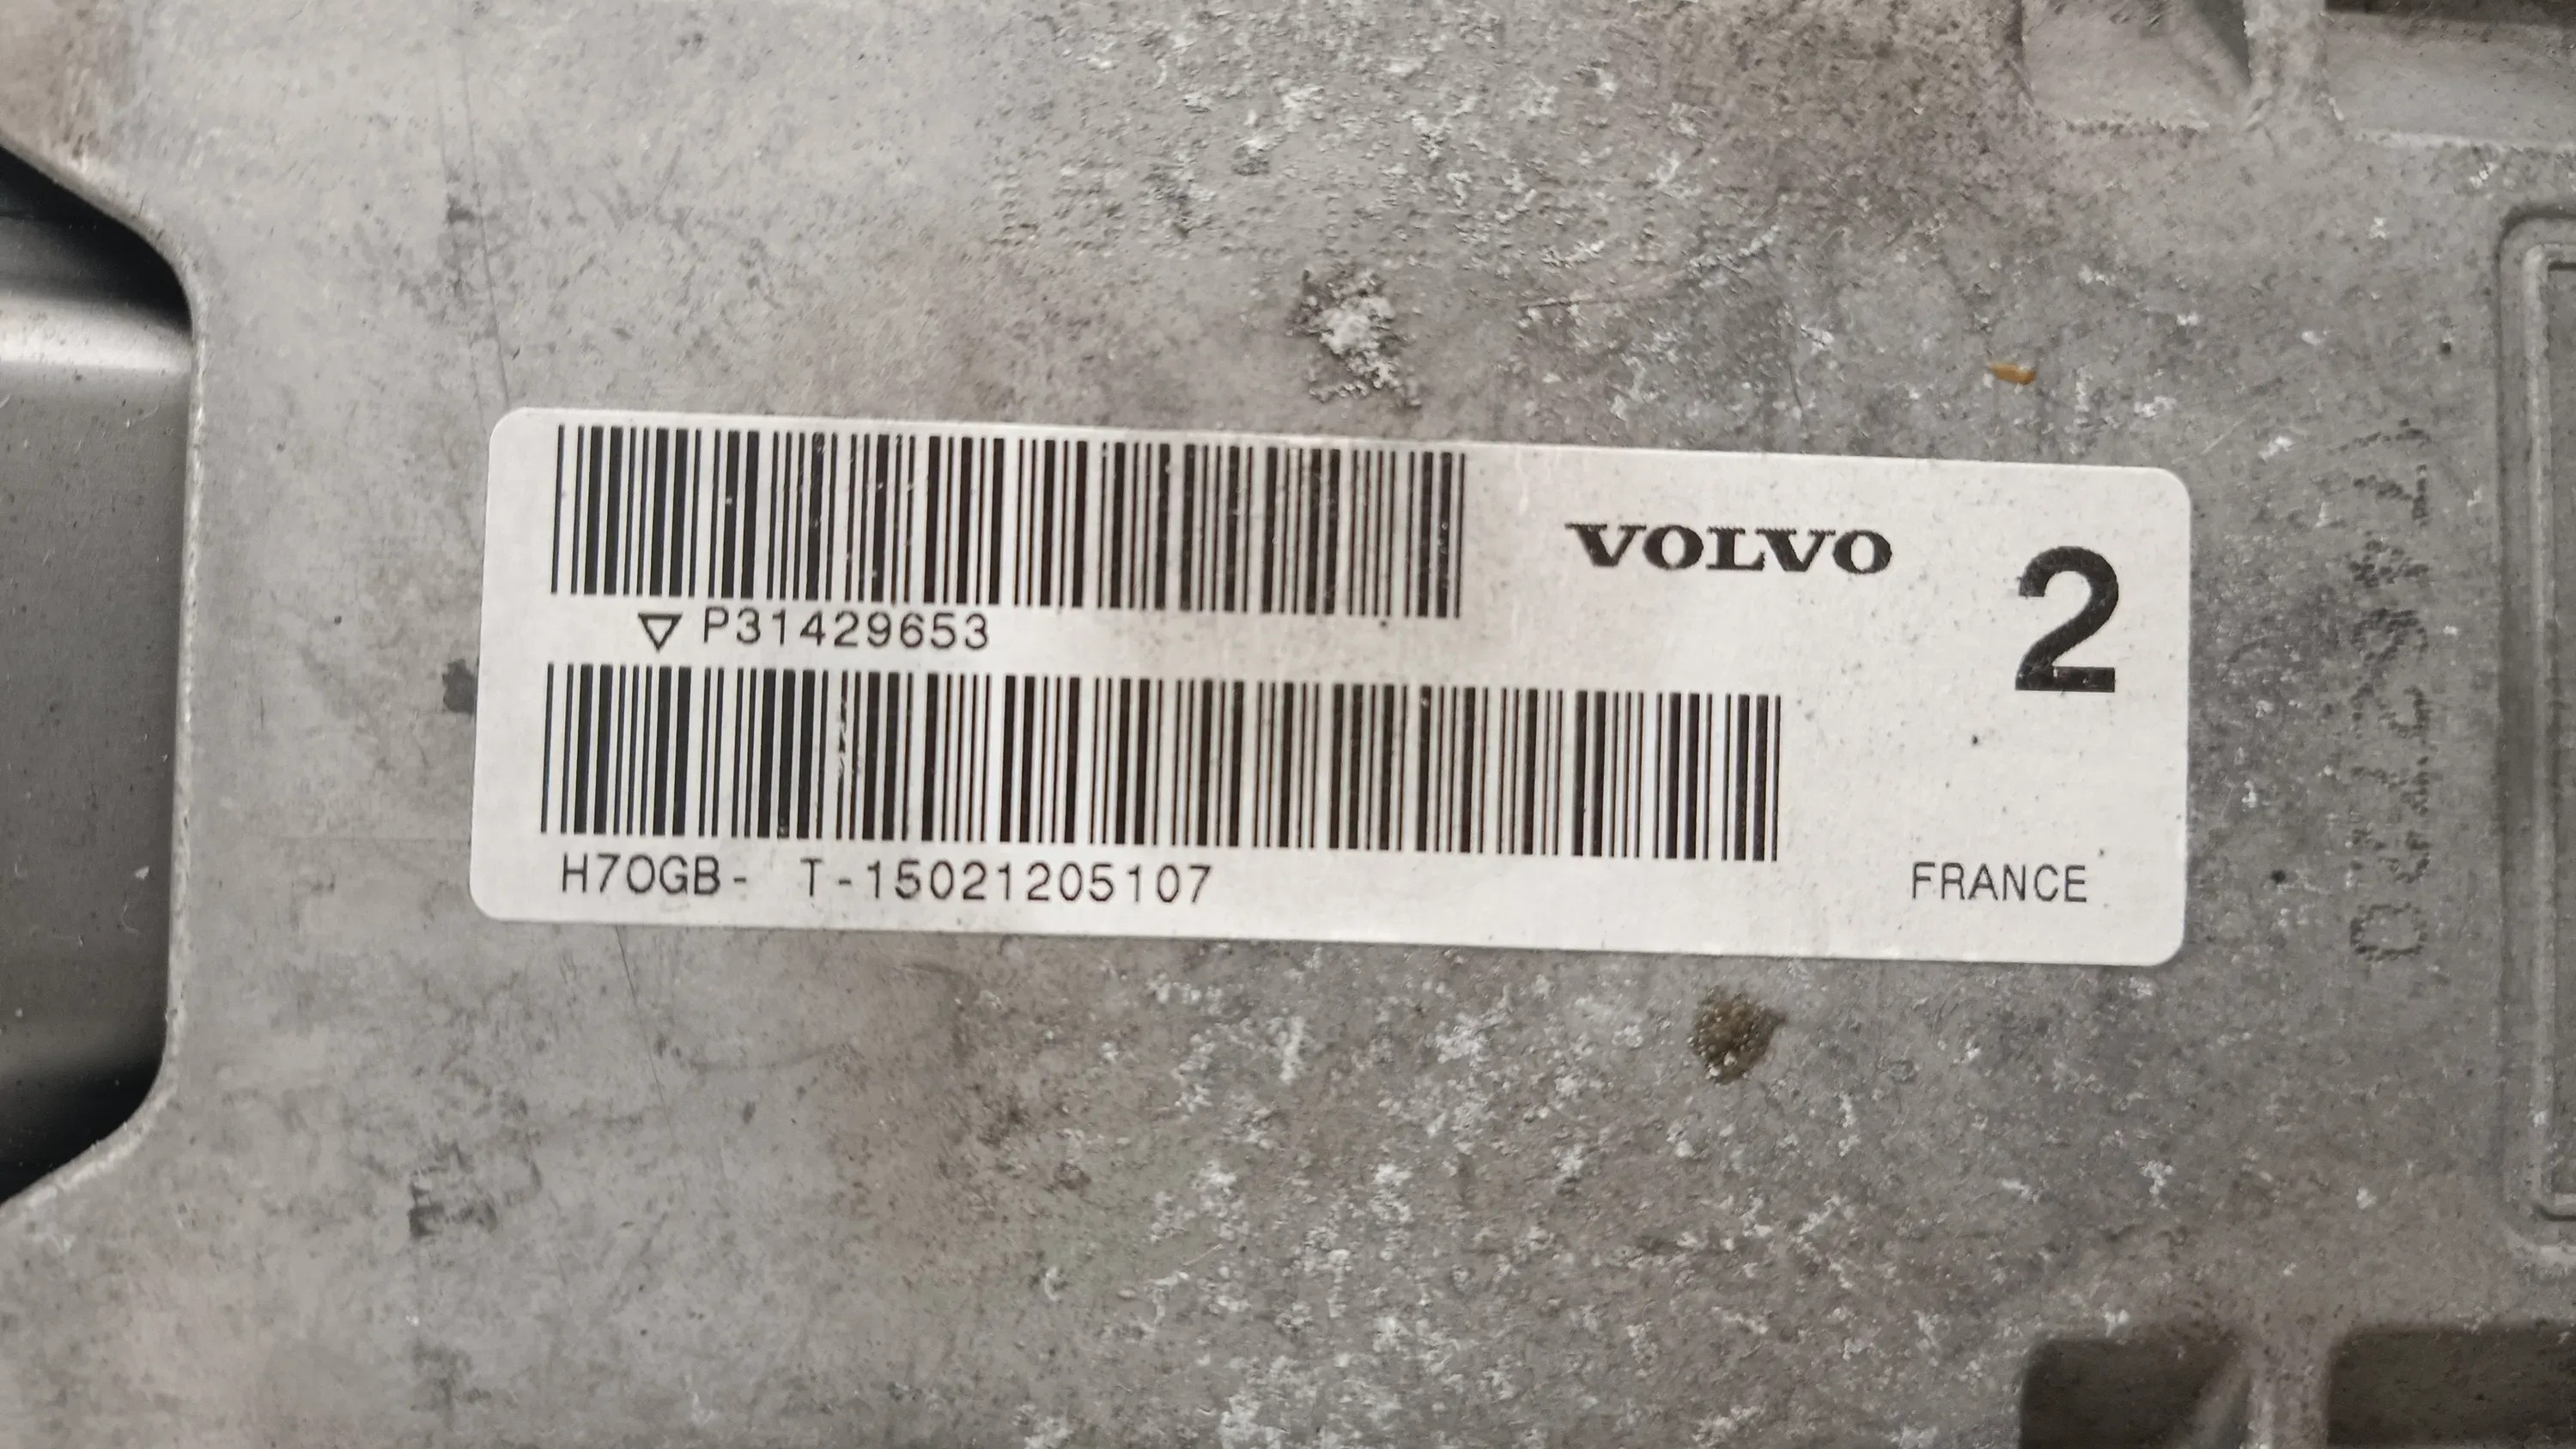 VOLVO
2
▽ P31429653
H7OGB- T-15021205107
FRANCE